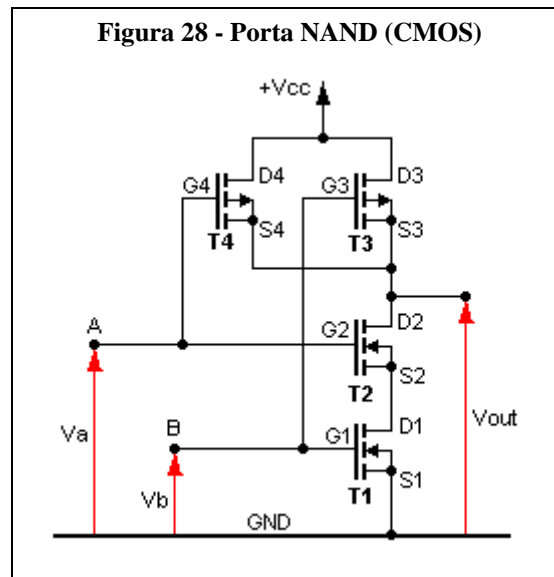 Figura 28 - Porta NAND (CMOS)
+Vcc
G4 D4 G3 D3
T4 S4 T3 S3
A G2 D2
T2 S2
Va B G1 D1 Vout
Vb T1 S1
GND